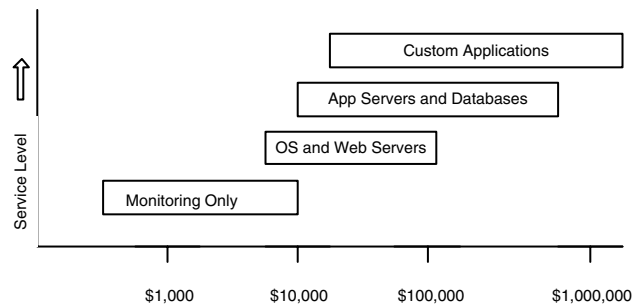 Custom Applications
App Servers and Databases
OS and Web Servers
Monitoring Only
Service Level
$1,000 $10,000 $100,000 $1,000,000